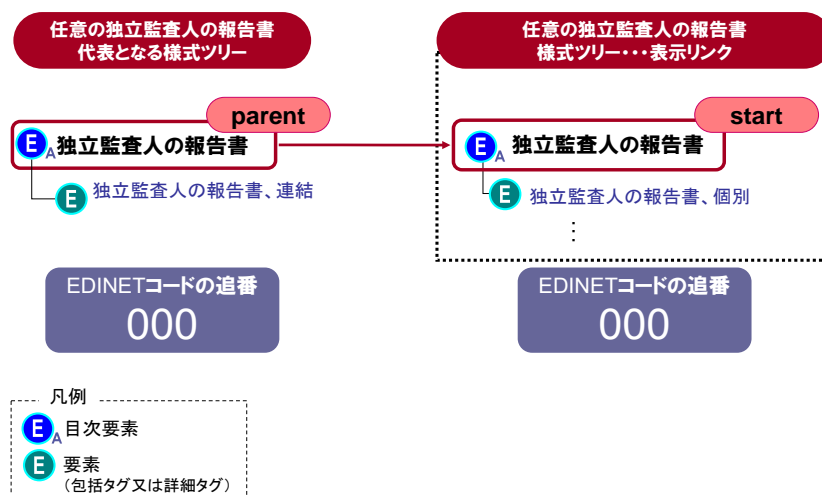 任意の独立監査人の報告書
代表となる様式ツリー
parent
E A 独立監査人の報告書
E 独立監査人の報告書、連結
EDINETコードの追番
000
任意の独立監査人の報告書
様式ツリー・・・表示リンク
start
E A 独立監査人の報告書
E 独立監査人の報告書、個別
⋮
EDINETコードの追番
000
凡例
E A 目次要素
E 要素
(包括タグ又は詳細タグ)